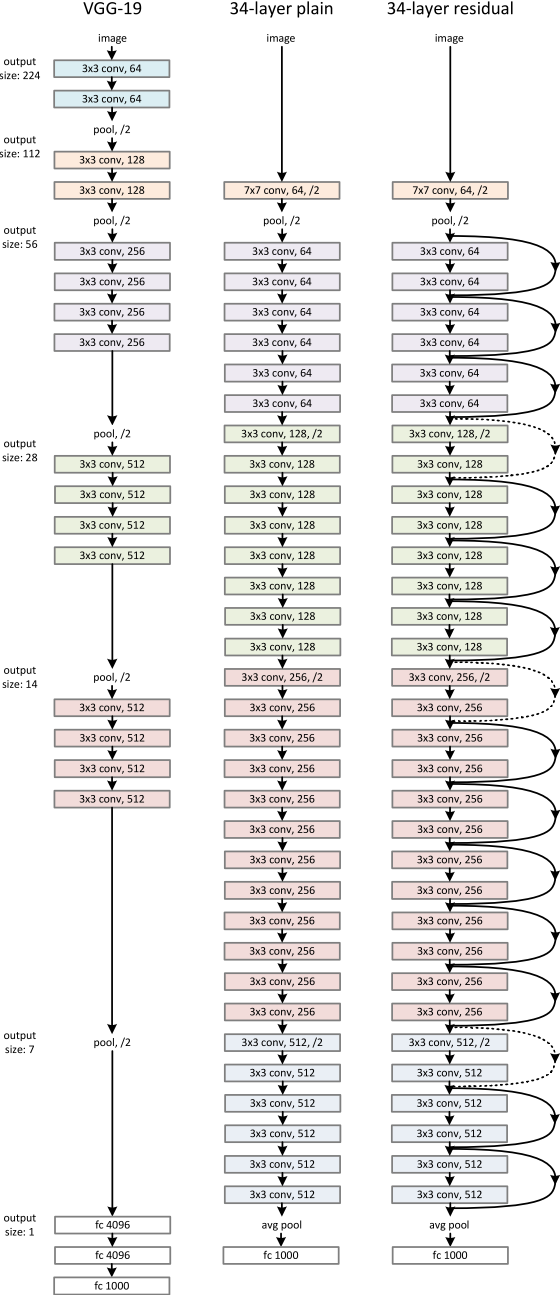 VGG-19
34-layer plain
34-layer residual
output
size: 224
output
size: 112
output
size: 56
output
size: 28
output
size: 14
output
size: 7
output
size: 1
image
3x3 conv, 64
3x3 conv, 64
pool, /2
3x3 conv, 128
3x3 conv, 128
pool, /2
3x3 conv, 256
3x3 conv, 256
3x3 conv, 256
3x3 conv, 256
pool, /2
3x3 conv, 512
3x3 conv, 512
3x3 conv, 512
3x3 conv, 512
pool, /2
3x3 conv, 512
3x3 conv, 512
3x3 conv, 512
3x3 conv, 512
pool, /2
fc 4096
fc 4096
fc 1000
image
7x7 conv, 64, /2
pool, /2
3x3 conv, 64
3x3 conv, 64
3x3 conv, 64
3x3 conv, 64
3x3 conv, 64
3x3 conv, 64
3x3 conv, 128, /2
3x3 conv, 128
3x3 conv, 128
3x3 conv, 128
3x3 conv, 128
3x3 conv, 128
3x3 conv, 128
3x3 conv, 128
3x3 conv, 256, /2
3x3 conv, 256
3x3 conv, 256
3x3 conv, 256
3x3 conv, 256
3x3 conv, 256
3x3 conv, 256
3x3 conv, 256
3x3 conv, 256
3x3 conv, 256
3x3 conv, 256
3x3 conv, 256
3x3 conv, 512, /2
3x3 conv, 512
3x3 conv, 512
3x3 conv, 512
3x3 conv, 512
3x3 conv, 512
avg pool
fc 1000
image
7x7 conv, 64, /2
pool, /2
3x3 conv, 64
3x3 conv, 64
3x3 conv, 64
3x3 conv, 64
3x3 conv, 64
3x3 conv, 64
3x3 conv, 128, /2
3x3 conv, 128
3x3 conv, 128
3x3 conv, 128
3x3 conv, 128
3x3 conv, 128
3x3 conv, 128
3x3 conv, 128
3x3 conv, 256, /2
3x3 conv, 256
3x3 conv, 256
3x3 conv, 256
3x3 conv, 256
3x3 conv, 256
3x3 conv, 256
3x3 conv, 256
3x3 conv, 256
3x3 conv, 256
3x3 conv, 256
3x3 conv, 256
3x3 conv, 512, /2
3x3 conv, 512
3x3 conv, 512
3x3 conv, 512
3x3 conv, 512
3x3 conv, 512
avg pool
fc 1000